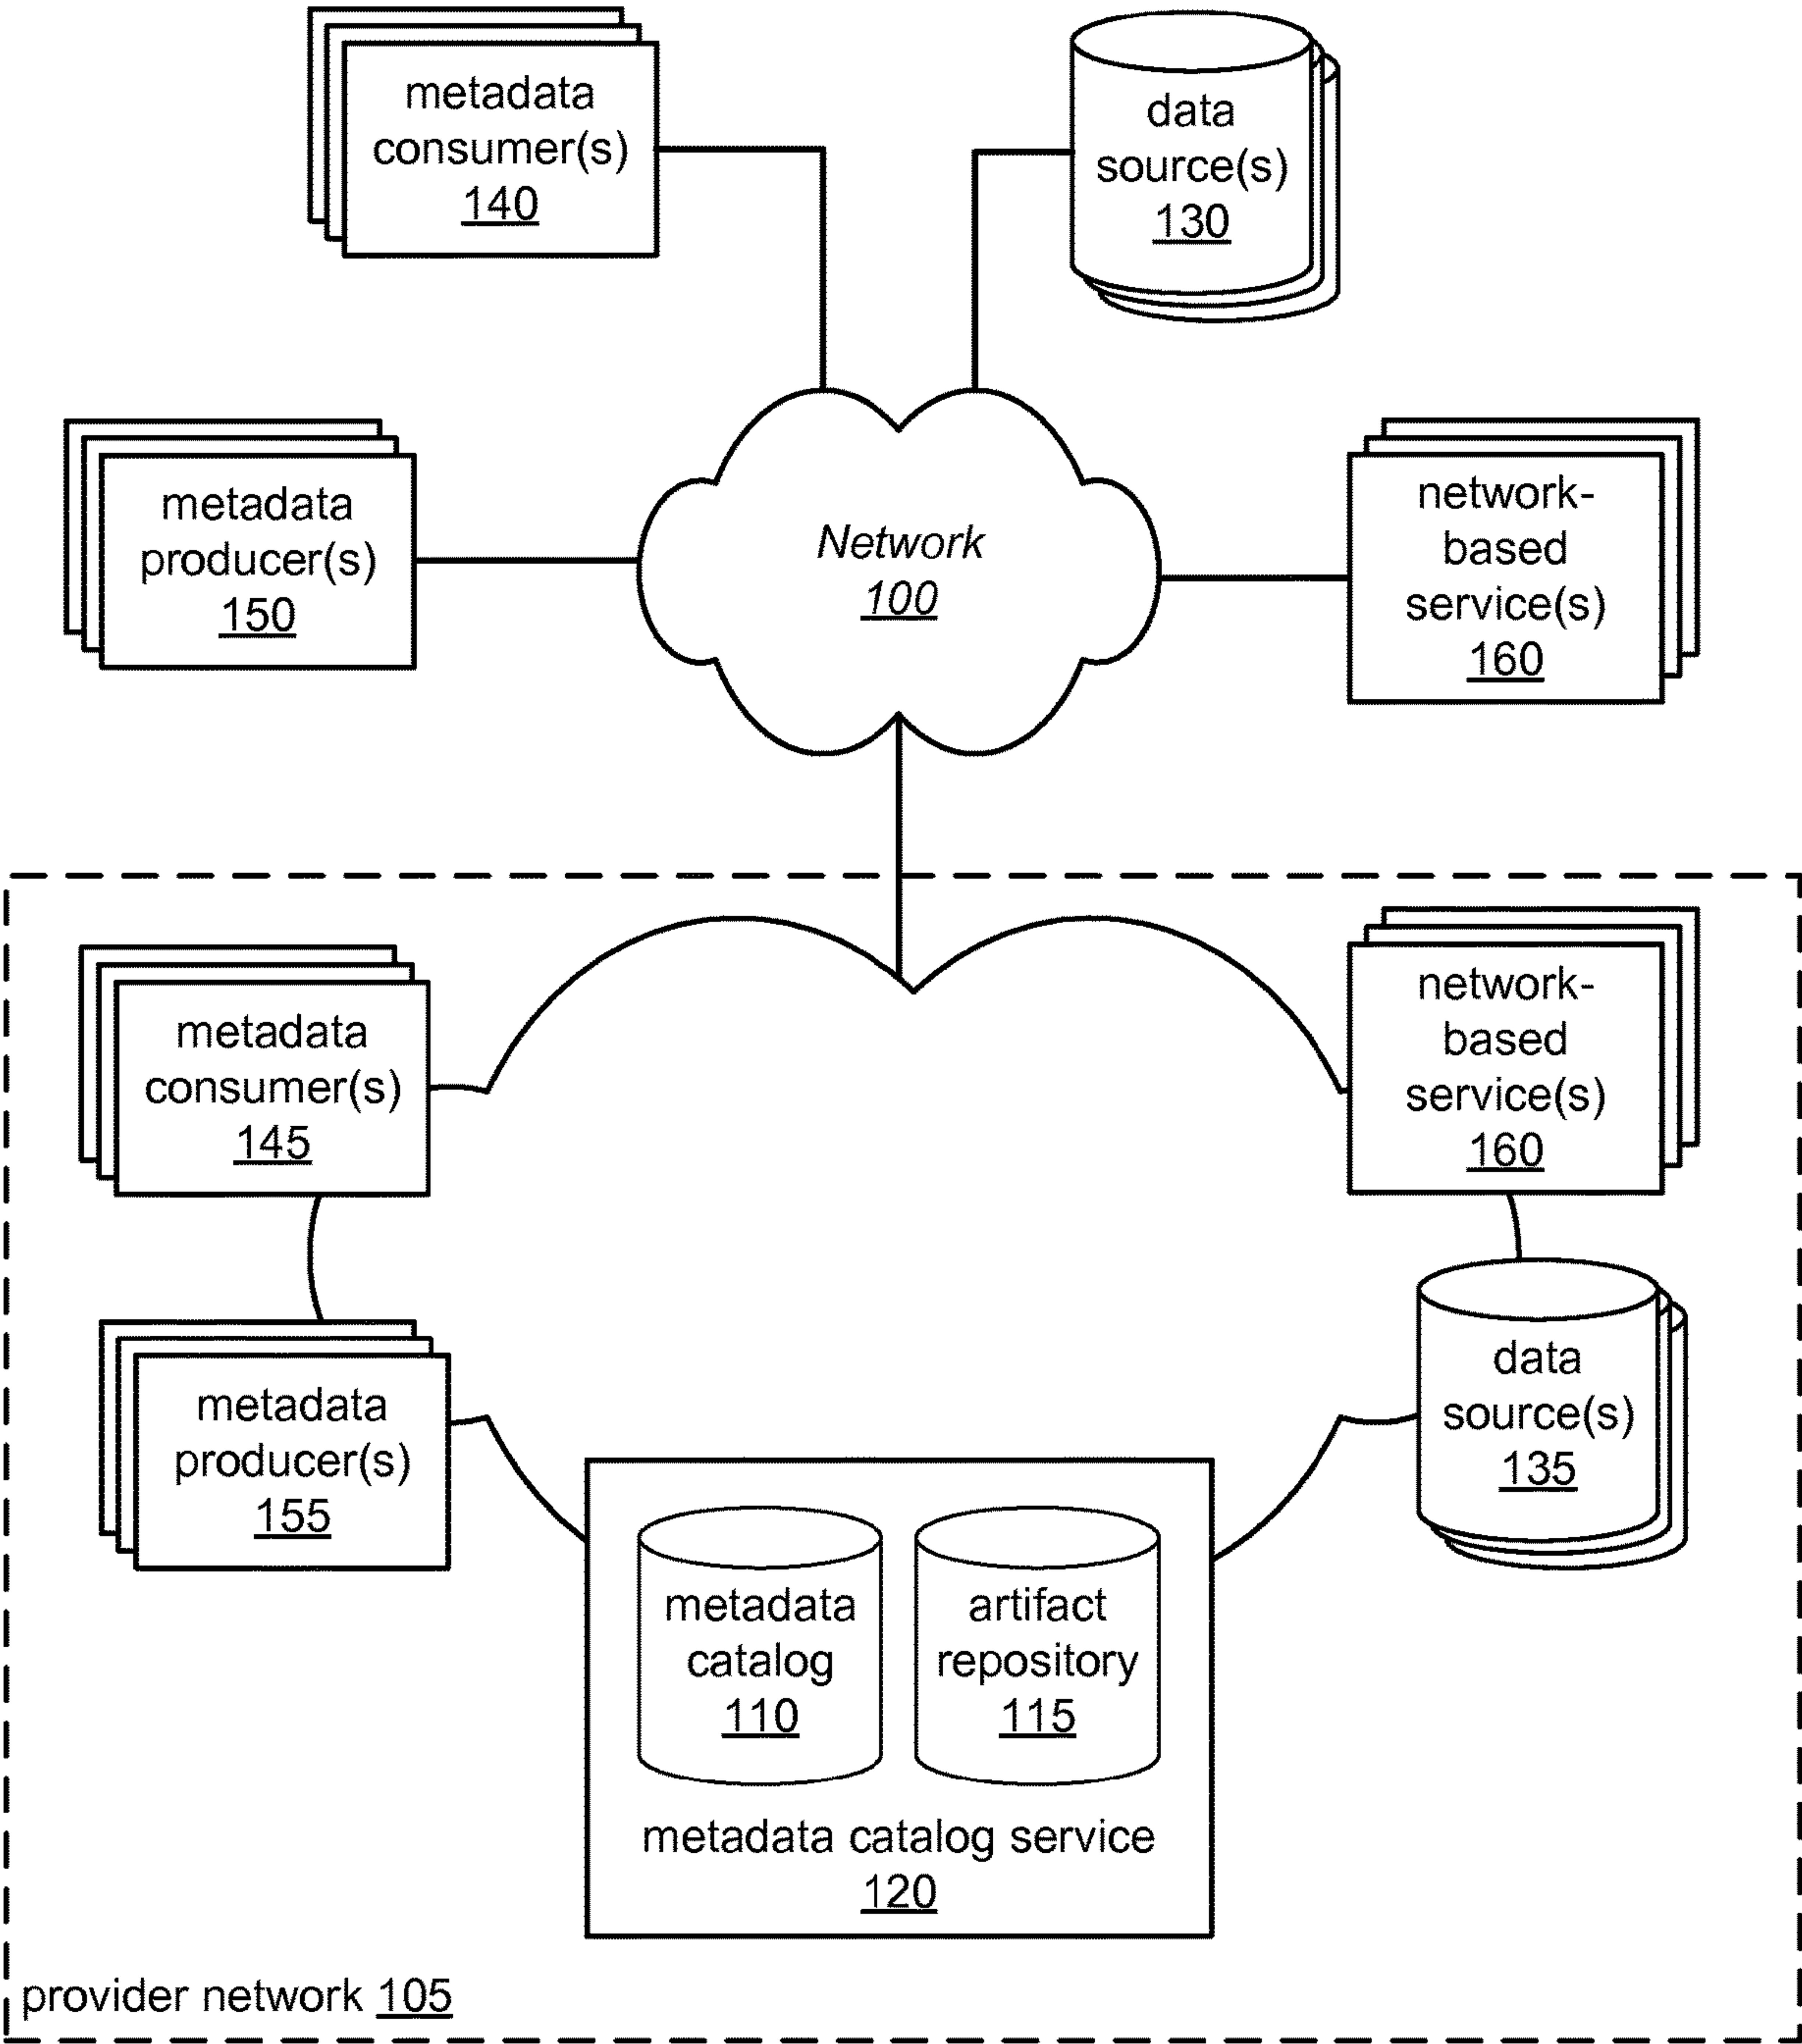 metadata
consumer(s)
140
data
source(s)
130
metadata
producer(s)
150
Network
100
network-
based
service(s)
160
metadata
consumer(s)
145
network-
based
service(s)
160
metadata
producer(s)
155
data
source(s)
135
metadata
catalog
110
artifact
repository
115
metadata catalog service
120
provider network 105